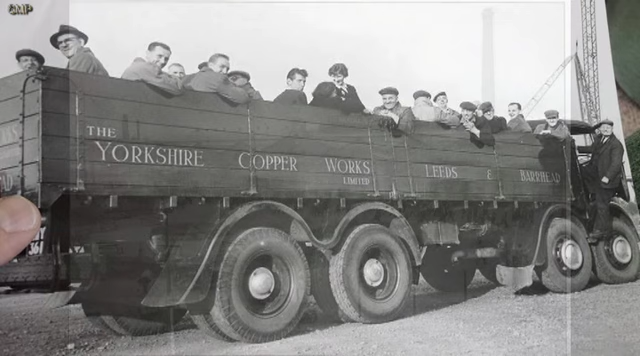 GMP
THE
YORKSHIRE COPPER WORKS LEEDS & BARRHEAD
LIMITED